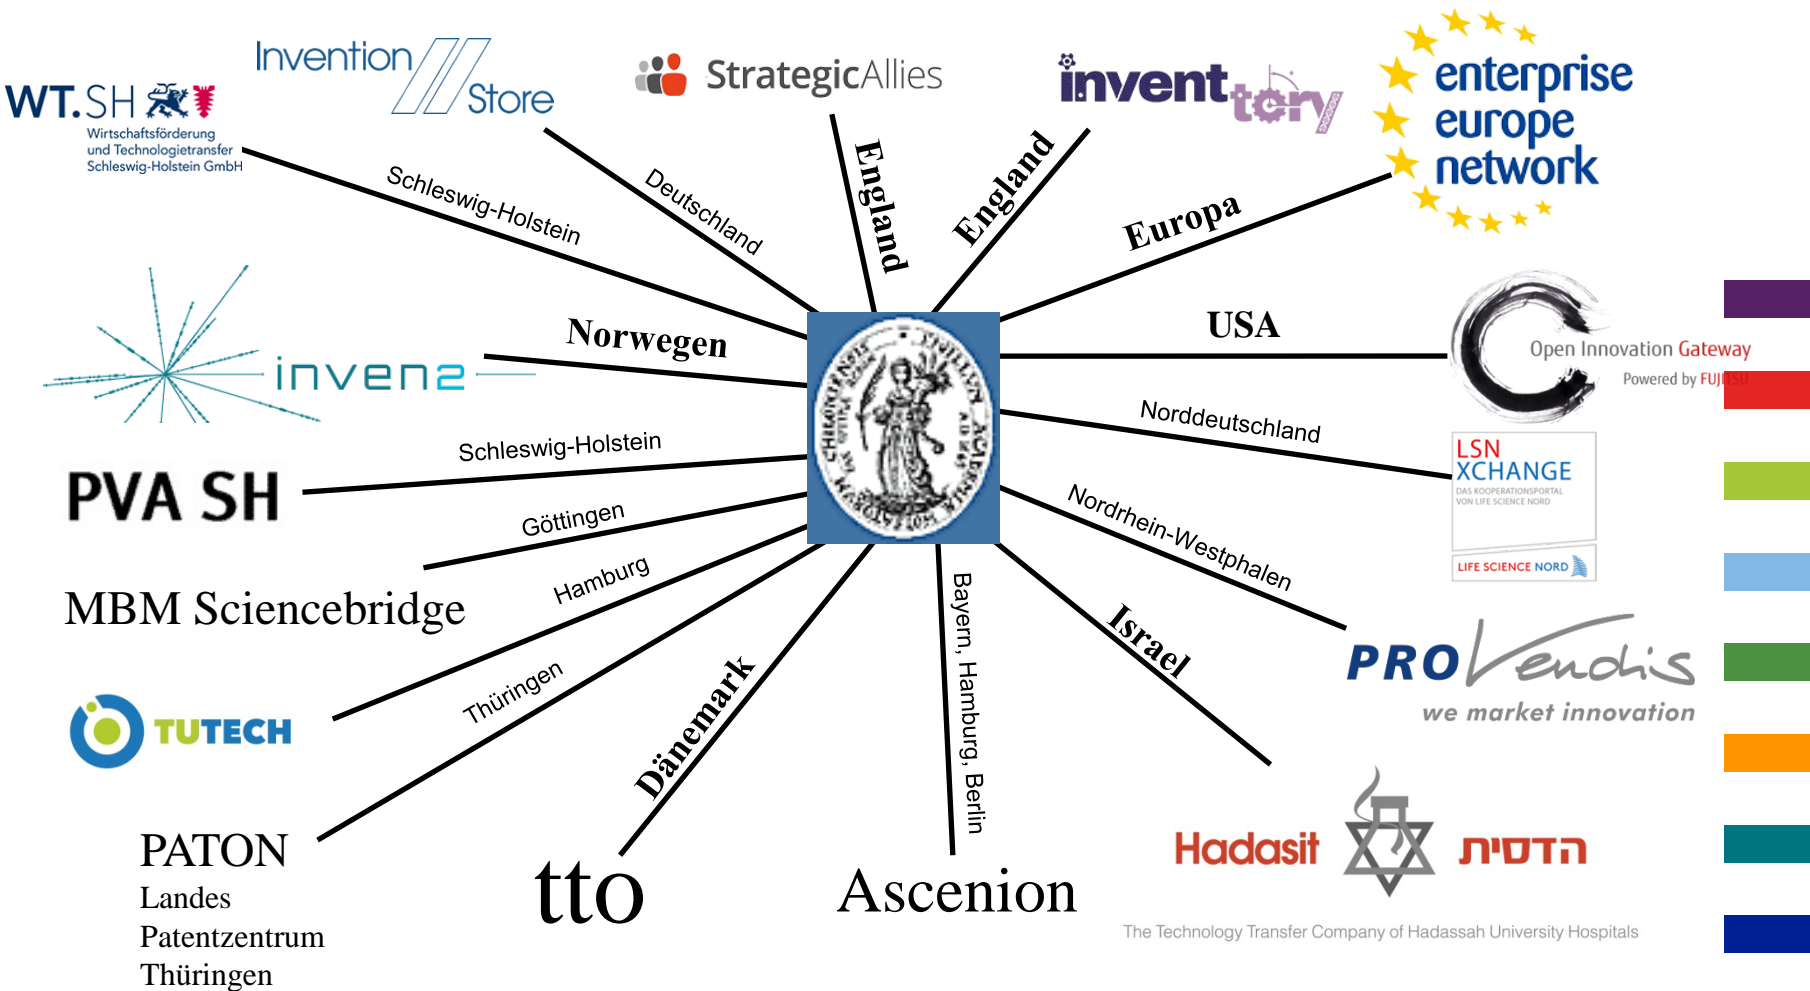 WT.SH
Wirtschaftsförderung
und Technologietransfer
Schleswig-Holstein GmbH
Invention
Store
StrategicAllies
inventtory
enterprise
europe
network
Schleswig-Holstein
Deutschland
England
England
Europa
inven2
Norwegen
USA
Open Innovation Gateway
Powered by FUJITSU
Norddeutschland
LSN
XCHANGE
DAS KOOPERATIONSPORTAL
VON LIFE SCIENCE NORD
LIFE SCIENCE NORD
PVA SH
Schleswig-Holstein
MBM Sciencebridge
Göttingen
Nordrhein-Westphalen
PROVendis
we market innovation
TUTECH
Hamburg
PATON
Landes
Patentzentrum
Thüringen
Thüringen
tto
Dänemark
Ascenion
Bayern, Hamburg, Berlin
Israel
Hadasit הדסית
The Technology Transfer Company of Hadassah University Hospitals